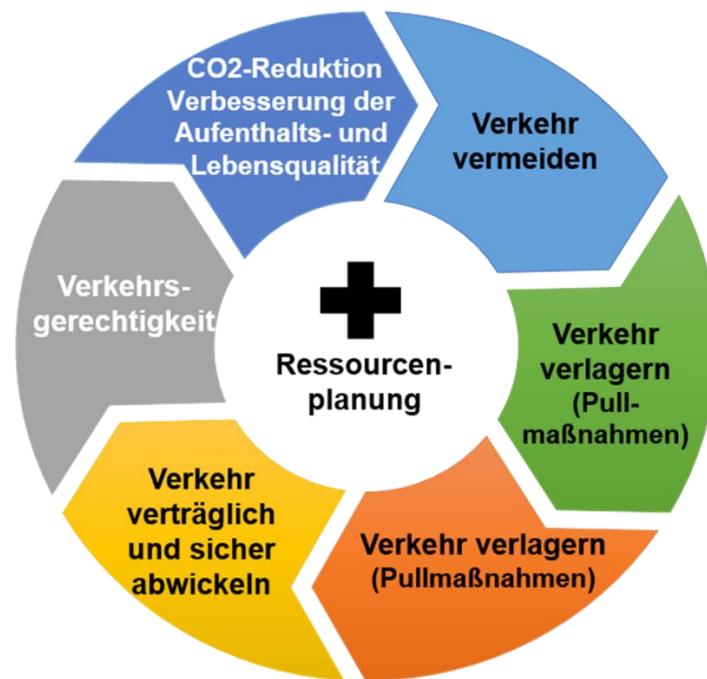 CO2-Reduktion
Verbesserung der
Aufenthalts- und
Lebensqualität
Verkehr
vermeiden
Verkehr
verlagern
(Pull-
maßnahmen)
Verkehr verlagern
(Pullmaßnahmen)
Verkehr
verträglich
und sicher
abwickeln
Verkehrs-
gerechtigkeit
Ressourcen-
planung